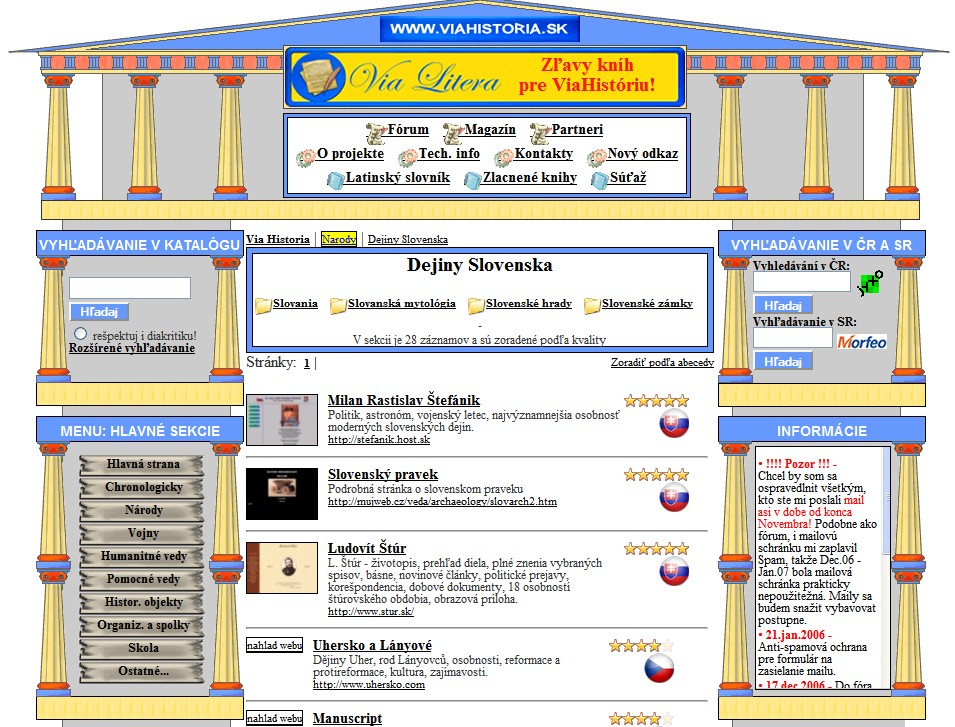 WWW.VIAHISTORIA.SK
Via Litera
Zľavy kníh
pre ViaHistóriu!
Fórum Magazín Partneri
O projekte Tech. info Kontakty Nový odkaz
Latinský slovník Zlacnené knihy Súťaž
VYHĽADÁVANIE V KATALÓGU
Hľadaj
rešpektuj i diakritiku!
Rozšírené vyhľadávanie
MENU: HLAVNÉ SEKCIE
Hlavná strana
Chronologicky
Národy
Vojny
Humanitné vedy
Pomocné vedy
Histor. objekty
Organiz. a spolky
Skola
Ostatné...
Via Historia | Narody | Dejiny Slovenska
Dejiny Slovenska
Slovania Slovanská mytológia Slovenské hrady Slovenské zámky
-
V sekcii je 28 záznamov a sú zoradené podľa kvality
Stránky: 1 | Zoradiť podľa abecedy
Milan Rastislav Štefánik
Politik, astronóm, vojenský letec, najvýznamnejšia osobnosť
moderných slovenských dejín.
http://stefanik.host.sk
Slovenský pravek
Podrobná stránka o slovenskom praveku
http://mujweb.cz/veda/archaeology/slovarch2.htm
Ludovít Štúr
L. Štúr - životopis, prehľad diela, plné znenia vybraných
spisov, básne, novinové články, politické prejavy,
korešpondencia, dobové dokumenty, 18 osobností
štúrovského obdobia, obrazová príloha.
http://www.stur.sk/
nahlad webu
Uhersko a Lányové
Dějiny Uher, rod Lányovců, osobnosti, reformace a
protireformace, kultura, zajímavosti.
http://www.uhersko.com
nahlad webu
Manuscript
VYHĽADÁVANIE V ČR A SR
Vyhledávání v ČR:
Hľadaj
Vyhľadávanie v SR:
Morfeo
Hľadaj
INFORMÁCIE
• !!!! Pozor !!! -
Chcel by som sa
ospravedlniť všetkým,
kto ste mi poslali mail
asi v dobe od konca
Novembra! Podobne ako
fórum, i mailovú
schránku mi zaplavil
Spam, takže Dec.06 -
Jan.07 bola mailová
schránka prakticky
nepoužitežná. Maily sa
budem snažiť vybavovať
postupne.
• 21.jan.2006 -
Anti-spamová ochrana
pre formulár na
zasielanie mailu.
• 17.dec.2006 - Do fóra